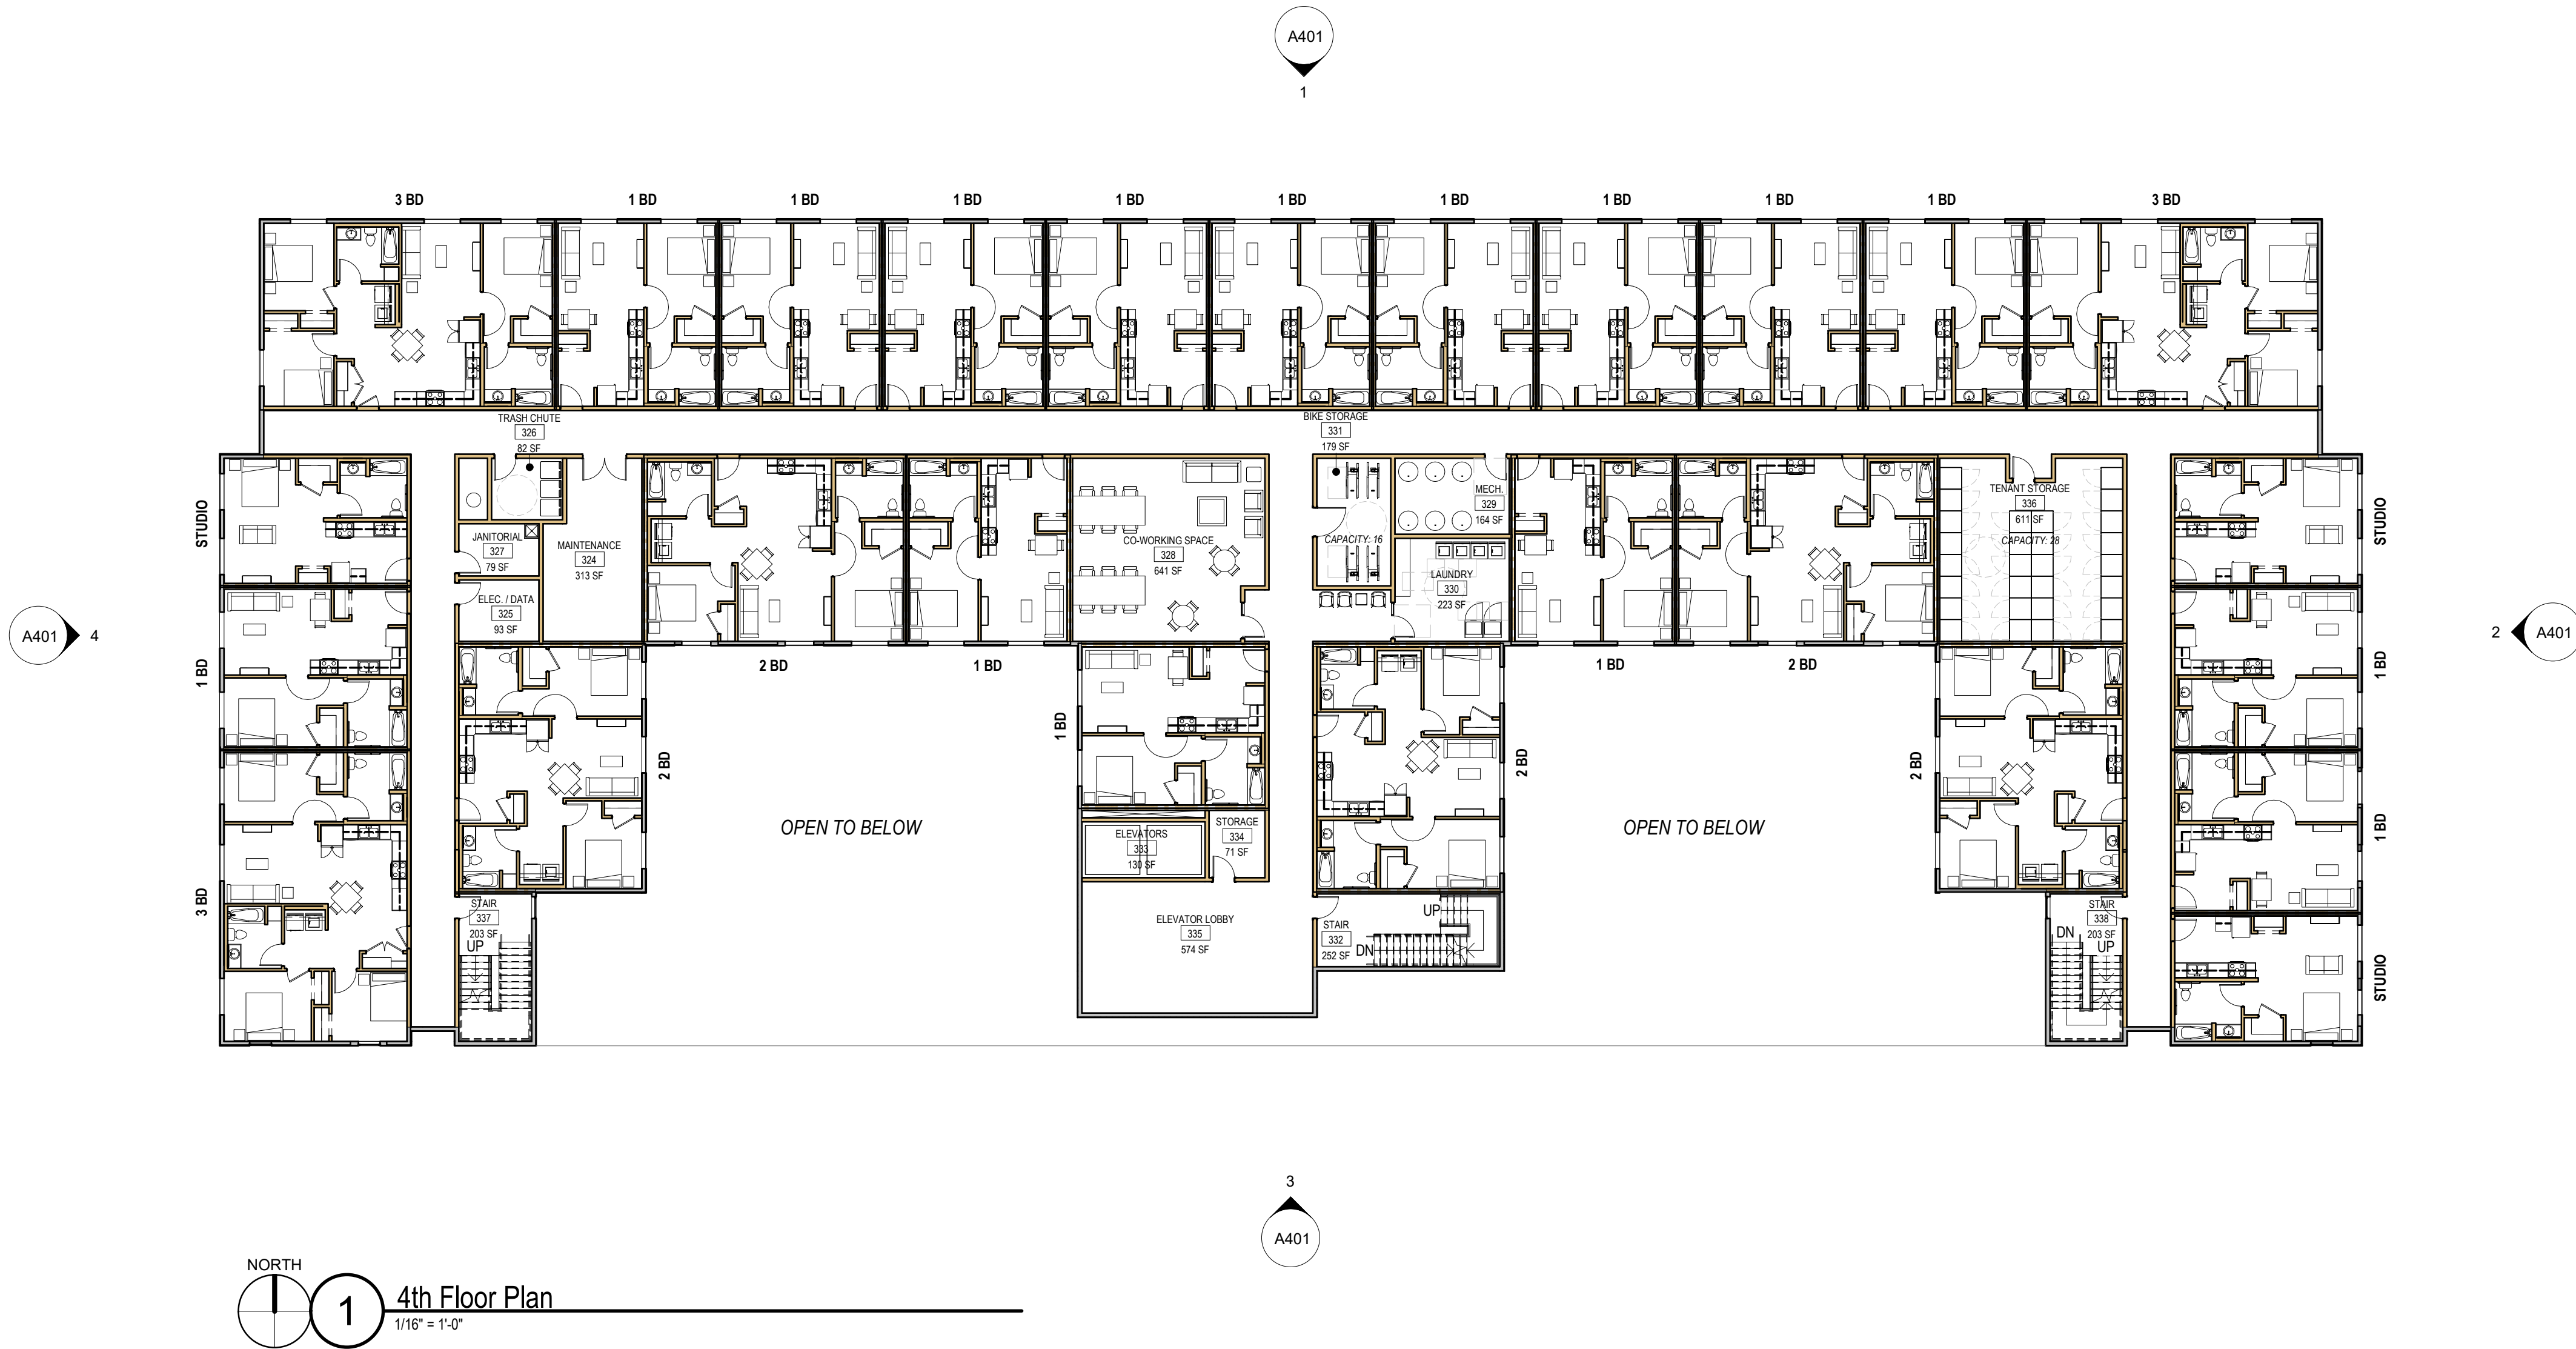 A401
1
3 BD
1 BD
1 BD
1 BD
1 BD
1 BD
1 BD
1 BD
1 BD
1 BD
3 BD
TRASH CHUTE
326
82 SF
BIKE STORAGE
331
179 SF
STUDIO
JANITORIAL
327
79 SF
MAINTENANCE
324
313 SF
CO-WORKING SPACE
328
641 SF
CAPACITY: 16
MECH.
329
164 SF
TENANT STORAGE
336
611 SF
CAPACITY: 28
STUDIO
ELEC. / DATA
325
93 SF
LAUNDRY
330
223 SF
A401
4
2
A401
1 BD
2 BD
1 BD
1 BD
2 BD
1 BD
2 BD
1 BD
2 BD
2 BD
OPEN TO BELOW
ELEVATORS
333
130 SF
STORAGE
334
71 SF
OPEN TO BELOW
1 BD
3 BD
STAIR
337
203 SF
UP
ELEVATOR LOBBY
335
574 SF
STAIR
332
252 SF
UP
DN
STAIR
338
203 SF
DN
UP
STUDIO
3
A401
NORTH
1
4th Floor Plan
1/16" = 1'-0"